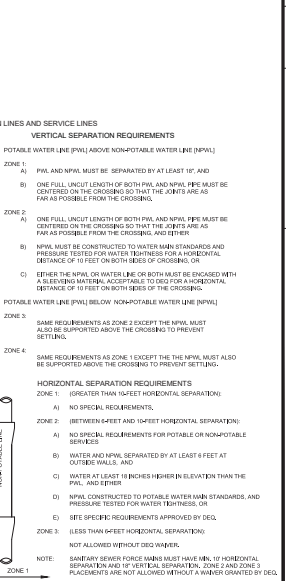 N LINES AND SERVICE LINES
VERTICAL SEPARATION REQUIREMENTS
POTABLE WATER LINE [PWL] ABOVE NON-POTABLE WATER LINE [NPWL]
ZONE 1:
A) PWL AND NPWL MUST BE SEPARATED BY AT LEAST 18", AND
B) ONE FULL, UNCUT LENGTH OF BOTH PWL AND NPWL PIPE MUST BE
CENTERED ON THE CROSSING SO THAT THE JOINTS ARE AS
FAR AS POSSIBLE FROM THE CROSSING.
ZONE 2:
A) ONE FULL, UNCUT LENGTH OF BOTH PWL AND NPWL PIPE MUST BE
CENTERED ON THE CROSSING SO THAT THE JOINTS ARE AS
FAR AS POSSIBLE FROM THE CROSSING, AND EITHER
B) NPWL MUST BE CONSTRUCTED TO WATER MAIN STANDARDS AND
PRESSURE TESTED FOR WATER TIGHTNESS FOR A HORIZONTAL
DISTANCE OF 10 FEET ON BOTH SIDES OF CROSSING, OR
C) EITHER THE NPWL OR WATER LINE OR BOTH MUST BE ENCASED WITH
A SLEEVING MATERIAL ACCEPTABLE TO DEQ FOR A HORIZONTAL
DISTANCE OF 10 FEET ON BOTH SIDES OF THE CROSSING.
POTABLE WATER LINE [PWL] BELOW NON-POTABLE WATER LINE [NPWL]
ZONE 3:
SAME REQUIREMENTS AS ZONE 2 EXCEPT THE NPWL MUST
ALSO BE SUPPORTED ABOVE THE CROSSING TO PREVENT
SETTLING.
ZONE 4:
SAME REQUIREMENTS AS ZONE 1 EXCEPT THE THE NPWL MUST ALSO
BE SUPPORTED ABOVE THE CROSSING TO PREVENT SETTLING.
HORIZONTAL SEPARATION REQUIREMENTS
ZONE 1: (GREATER THAN 10-FEET HORIZONTAL SEPARATION):
A) NO SPECIAL REQUIREMENTS.
ZONE 2: (BETWEEN 6-FEET AND 10-FEET HORIZONTAL SEPARATION):
A) NO SPECIAL REQUIREMENTS FOR POTABLE OR NON-POTABLE
SERVICES
B) WATER AND NPWL SEPARATED BY AT LEAST 6 FEET AT
OUTSIDE WALLS, AND
C) WATER AT LEAST 18 INCHES HIGHER IN ELEVATION THAN THE
PWL, AND EITHER
D) NPWL CONSTRUCTED TO POTABLE WATER MAIN STANDARDS, AND
PRESSURE TESTED FOR WATER TIGHTNESS, OR
E) SITE SPECIFIC REQUIREMENTS APPROVED BY DEQ.
ZONE 3: (LESS THAN 6-FEET HORIZONTAL SEPARATION):
NOT ALLOWED WITHOUT DEQ WAIVER.
NOTE: SANITARY SEWER FORCE MAINS MUST HAVE MIN. 10' HORIZONTAL
SEPARATION AND 18" VERTICAL SEPARATION. ZONE 2 AND ZONE 3
PLACEMENTS ARE NOT ALLOWED WITHOUT A WAIVER GRANTED BY DEQ.
ZONE 1